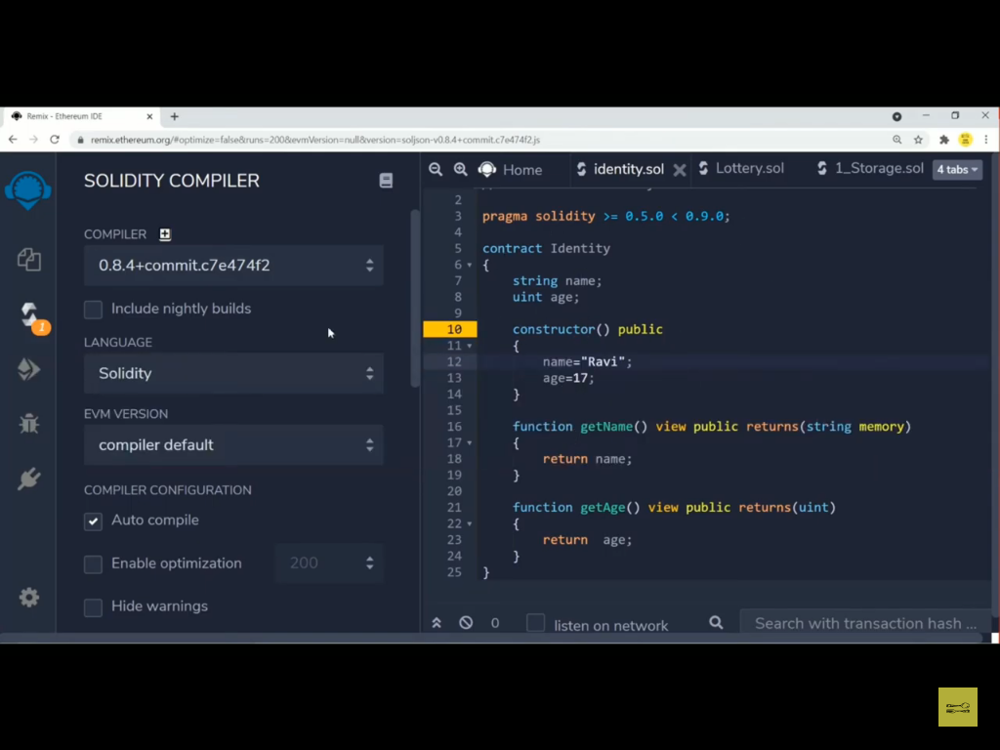 Remix - Ethereum IDE
remix.ethereum.org/#optimize=false&runs=200&evmVersion=null&version=soljson-v0.8.4+commit.c7e474f2.js
SOLIDITY COMPILER
COMPILER
0.8.4+commit.c7e474f2
Include nightly builds
LANGUAGE
Solidity
EVM VERSION
compiler default
COMPILER CONFIGURATION
Auto compile
Enable optimization 200
Hide warnings
1
Home identity.sol Lottery.sol 1_Storage.sol 4 tabs
2
3 pragma solidity >= 0.5.0 < 0.9.0;
4
5 contract Identity
6 {
7 string name;
8 uint age;
9
10 constructor() public
11 {
12 name="Ravi";
13 age=17;
14 }
15
16 function getName() view public returns(string memory)
17 {
18 return name;
19 }
20
21 function getAge() view public returns(uint)
22 {
23 return  age;
24 }
25 }
0 listen on network Search with transaction hash ...